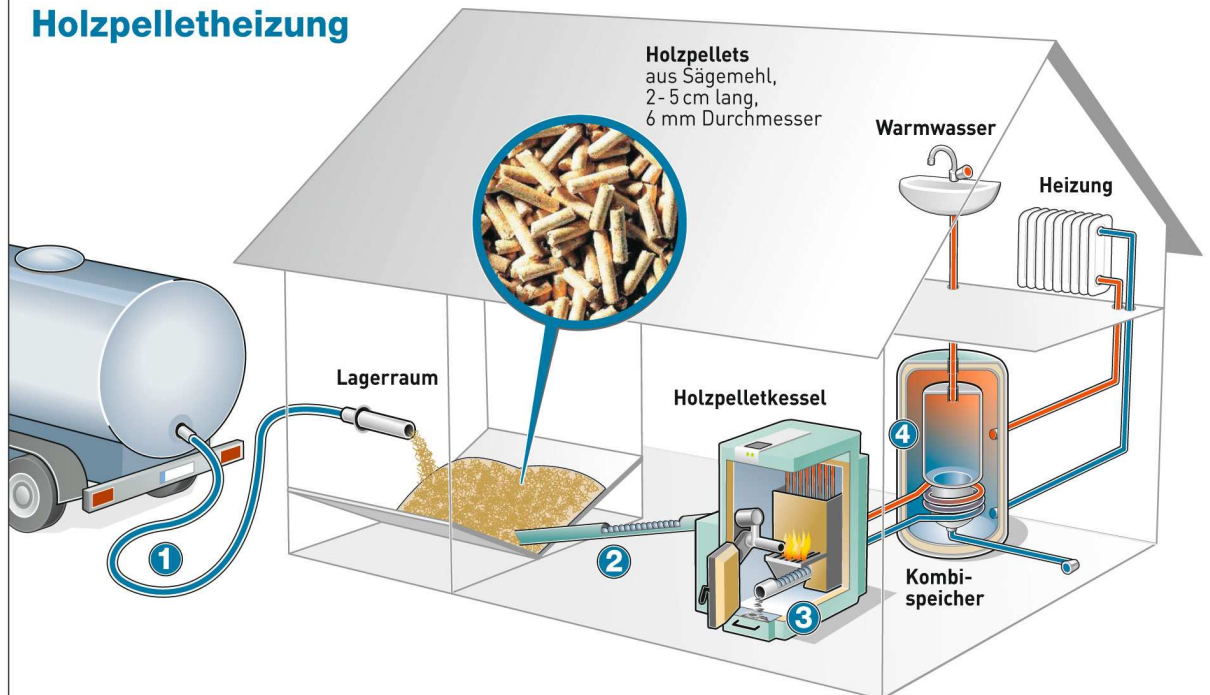 Holzpelletheizung
Holzpellets
aus Sägemehl,
2-5 cm lang,
6 mm Durchmesser
Warmwasser
Heizung
Lagerraum
Holzpelletkessel
4
1
2
3
Kombi-
speicher